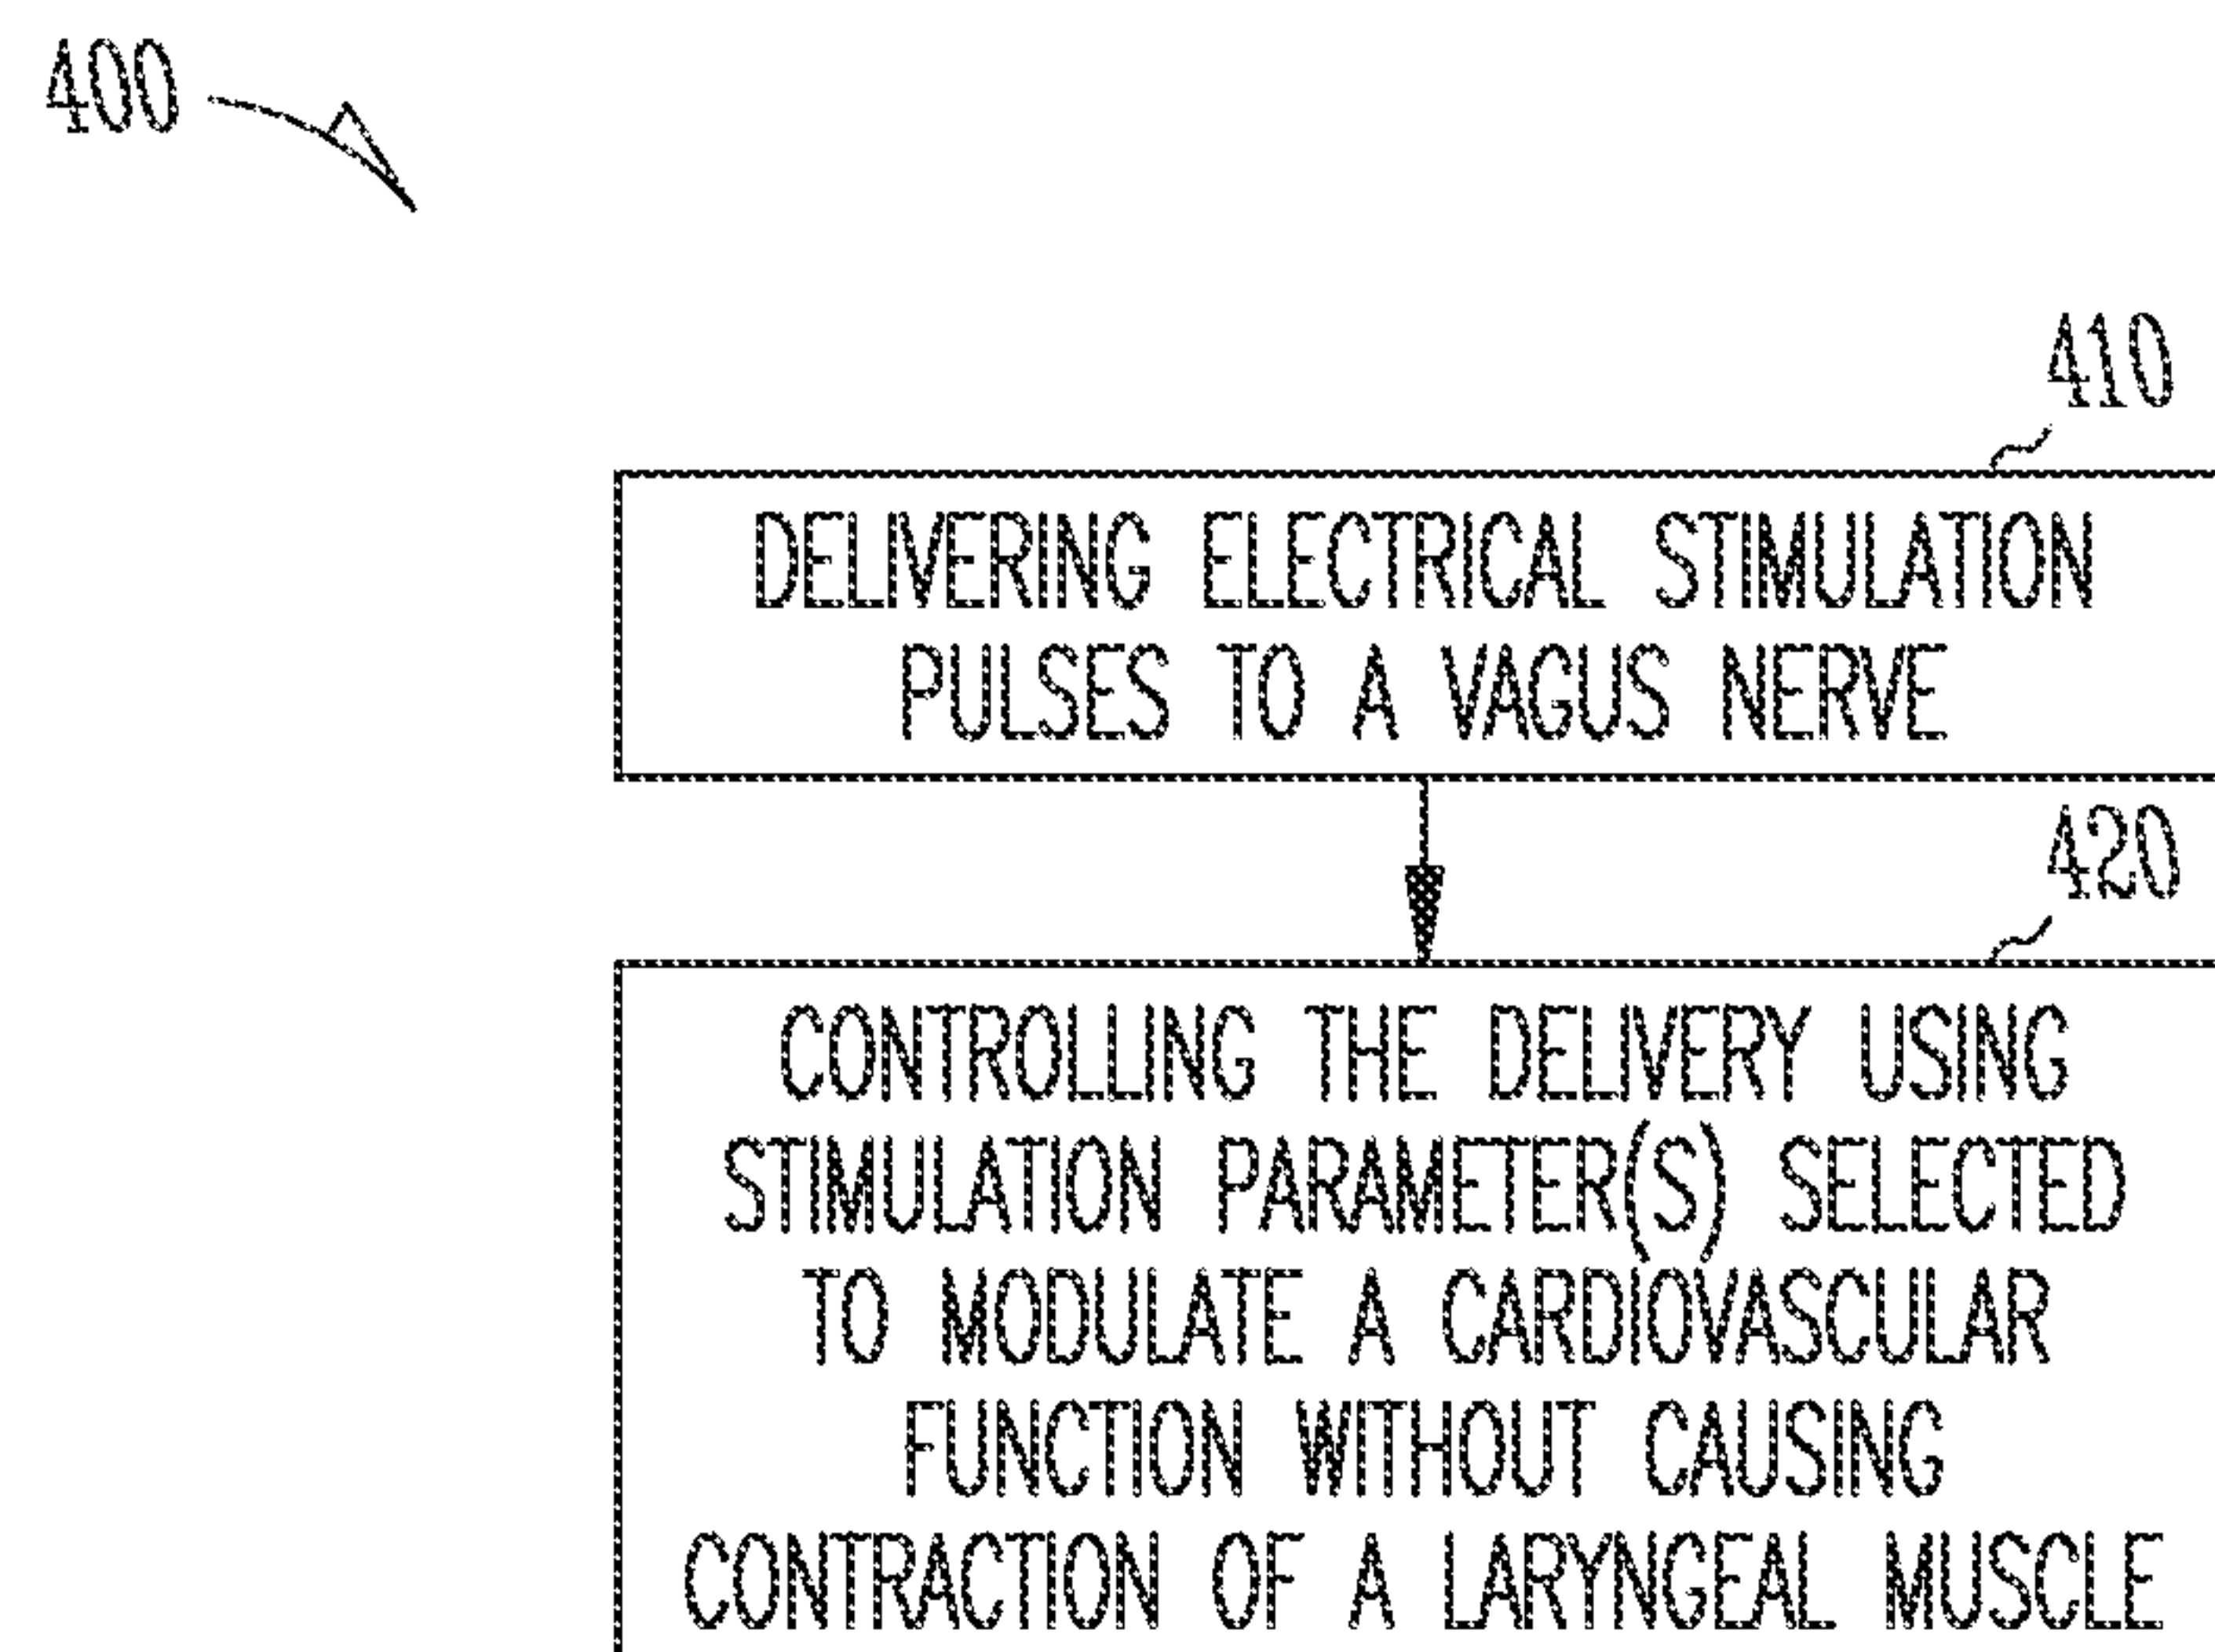 400
410
DELIVERING ELECTRICAL STIMULATION
PULSES TO A VAGUS NERVE
420
CONTROLLING THE DELIVERY USING
STIMULATION PARAMETER(S) SELECTED
TO MODULATE A CARDIOVASCULAR
FUNCTION WITHOUT CAUSING
CONTRACTION OF A LARYNGEAL MUSCLE